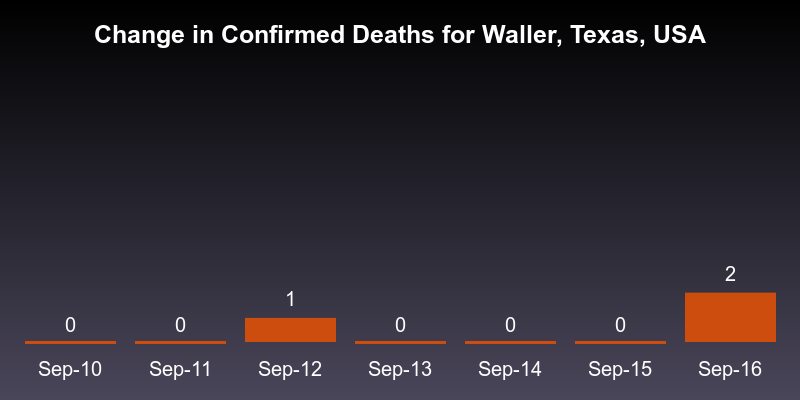 Change in Confirmed Deaths for Waller, Texas, USA
0 0 1 0 0 0 2
Sep-10 Sep-11 Sep-12 Sep-13 Sep-14 Sep-15 Sep-16